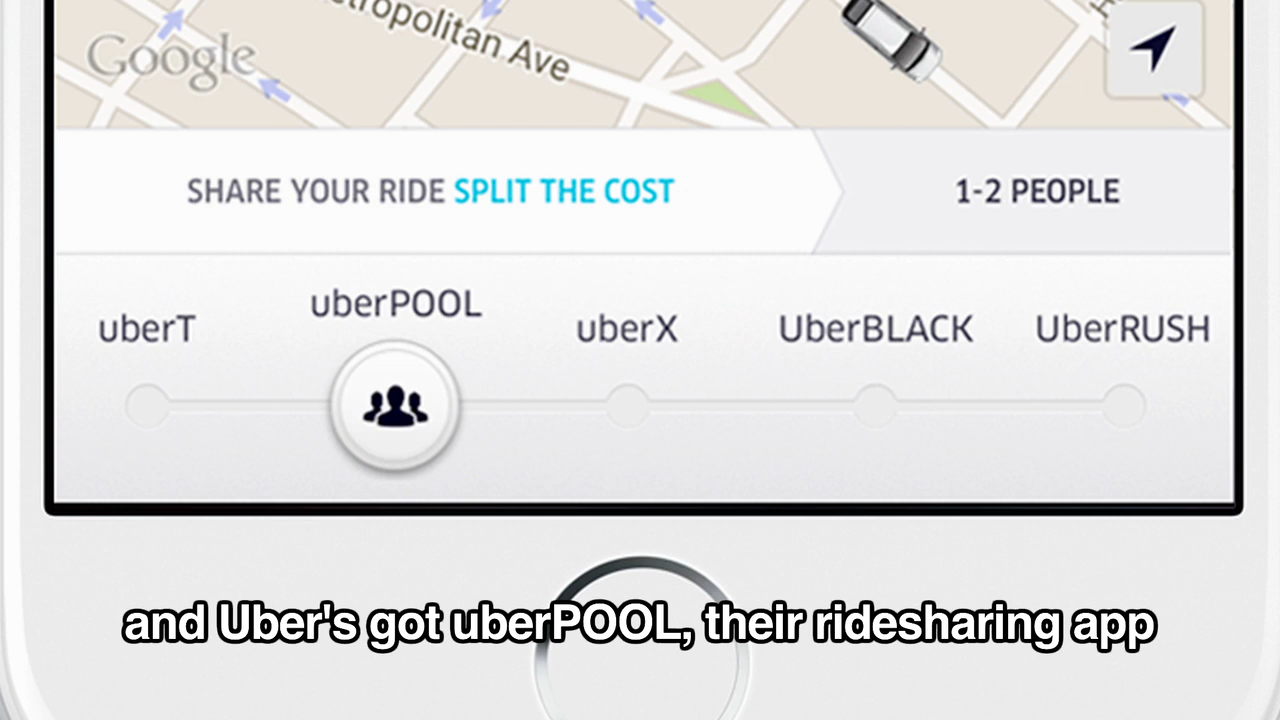 etropolitan Ave
Google
SHARE YOUR RIDE SPLIT THE COST
1-2 PEOPLE
uberT
uberPOOL
uberX
UberBLACK
UberRUSH
and Uber's got uberPOOL, their ridesharing app